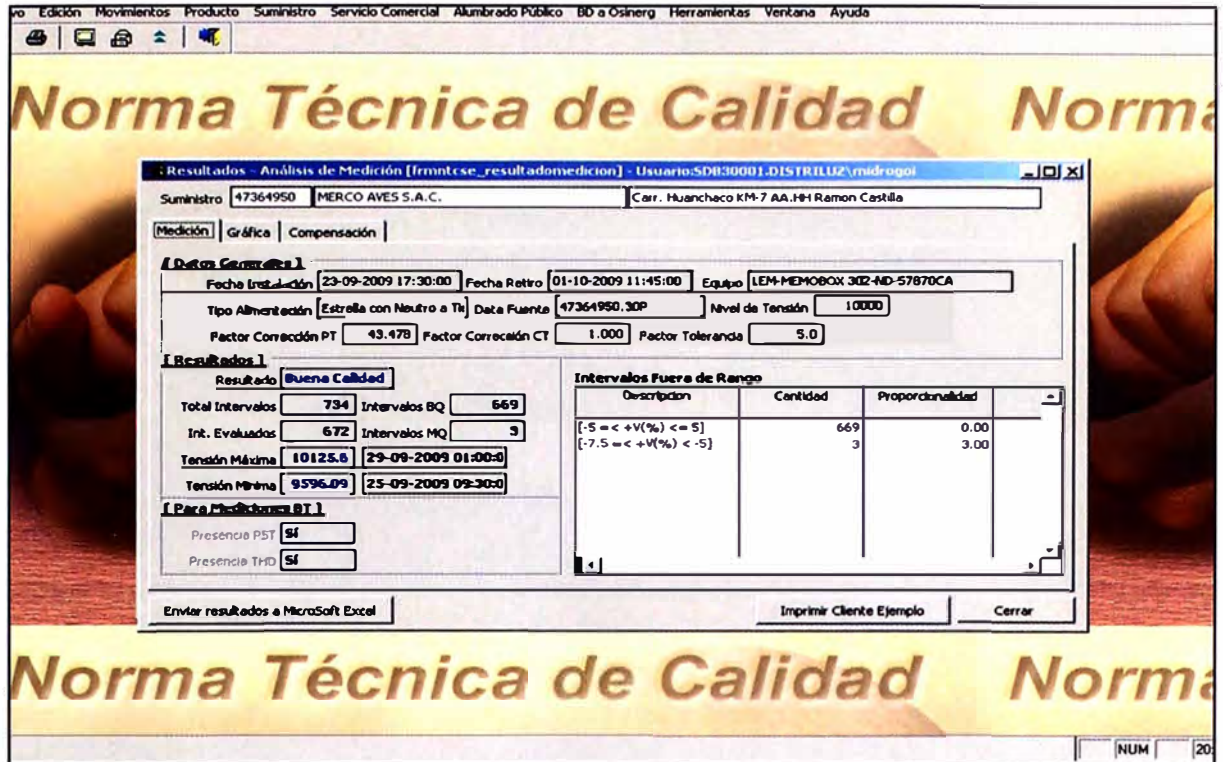 vo Edición Movimientos Producto Suministro Servicio Comercial Alumbrado Público BD a Osinerg Herramientas Ventana Ayuda
Norma Técnica de Calidad Norma
Resultados - Análisis de Medición [frmntcse_resultadomedicion] - Usuario:SDB30001.DISTRILUZ\midrogoi
Suministro 47364950 MERCO AVES S.A.C. Carr. Huanchaco KM-7 AA.HH Ramon Castilla
Medición Gráfica Compensación
[ Datos Generales ]
Fecha Instalación 23-09-2009 17:30:00 Fecha Retiro 01-10-2009 11:45:00 Equipo LEM-MEMOBOX 302-ND-57870CA
Tipo Alimentación Estrella con Neutro a Tie Data Fuente 47364950.30P Nivel de Tensión 10000
Factor Corrección PT 43.478 Factor Corrección CT 1.000 Factor Tolerancia 5.0
[ Resultados ]
Resultado Buena Calidad
Total Intervalos 734 Intervalos BQ 669
Int. Evaluados 672 Intervalos MQ 3
Tensión Máxima 10125.6 29-09-2009 01:00:0
Tensión Mínima 9596.09 25-09-2009 09:30:0
[ Para Mediciones BT ]
Presencia PST Sí
Presencia THD Sí
Intervalos Fuera de Rango
Descripcion Cantidad Proporcionalidad
[-5 =< +V(%) <= 5] 669 0.00
[-7.5 =< +V(%) < -5] 3 3.00
Enviar resultados a MicroSoft Excel Imprimir Cliente Ejemplo Cerrar
Norma Técnica de Calidad Norma
NUM 20: